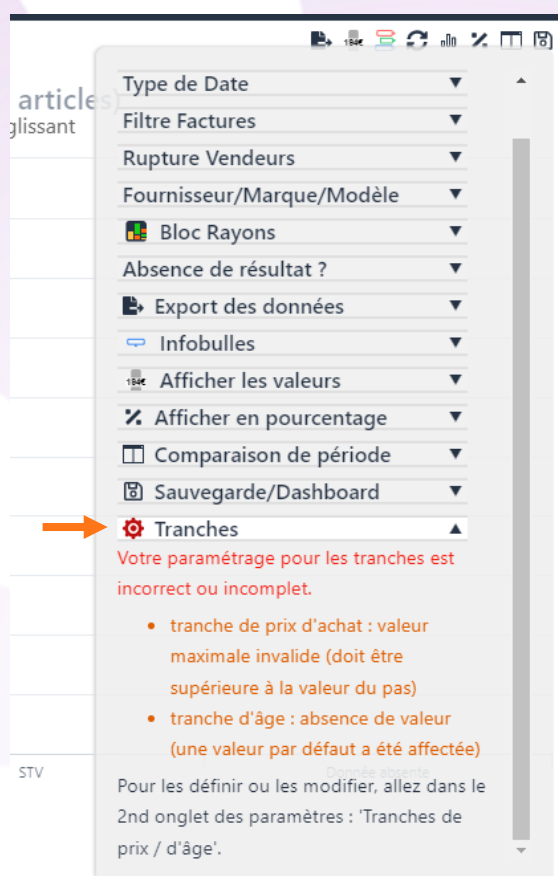 194€
articles)
glissant
Type de Date
Filtre Factures
Rupture Vendeurs
Fournisseur/Marque/Modèle
Bloc Rayons
Absence de résultat ?
Export des données
Infobulles
194€ Afficher les valeurs
Afficher en pourcentage
Comparaison de période
Sauvegarde/Dashboard
Tranches
Votre paramétrage pour les tranches est
incorrect ou incomplet.
• tranche de prix d'achat : valeur
maximale invalide (doit être
supérieure à la valeur du pas)
• tranche d'âge : absence de valeur
(une valeur par défaut a été affectée)
STV
Donnée absente
Pour les définir ou les modifier, allez dans le
2nd onglet des paramètres : 'Tranches de
prix / d'âge'.